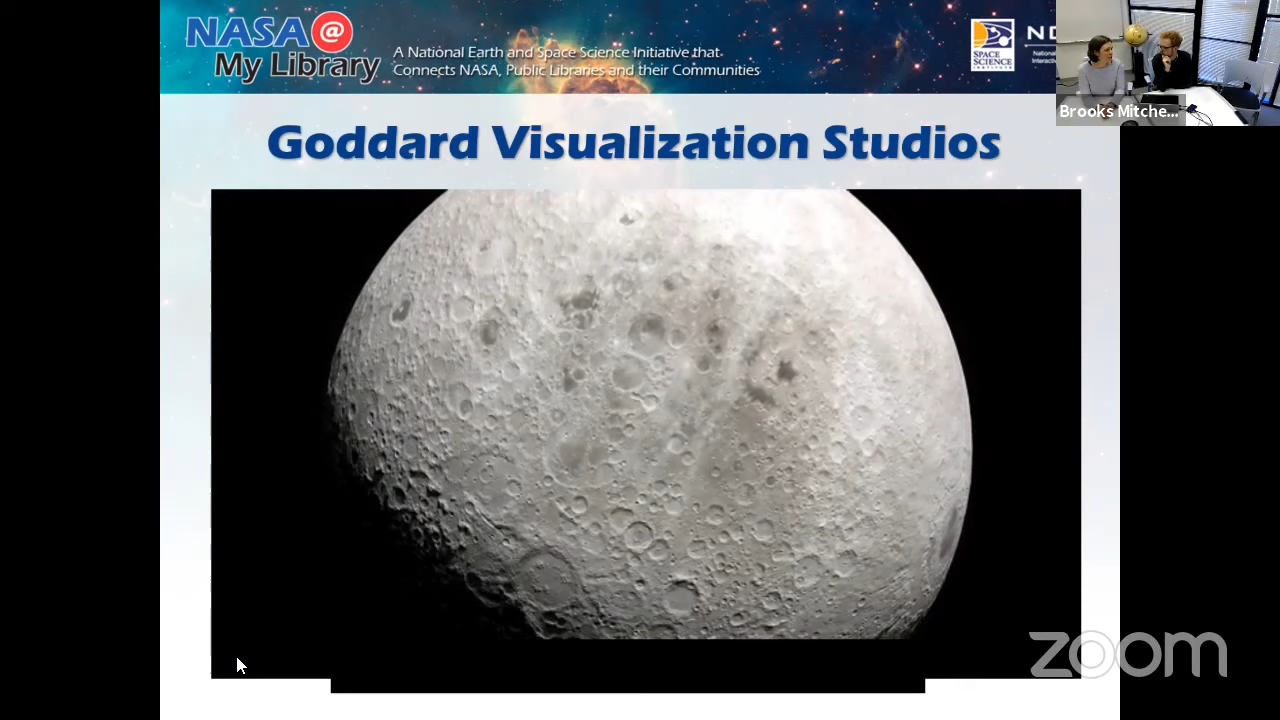 NASA@
My Library
A National Earth and Space Science Initiative that
Connects NASA, Public Libraries and their Communities
SPACE
SCIENCE
INSTITUTE
Brooks Mitche...
Goddard Visualization Studios
zoom